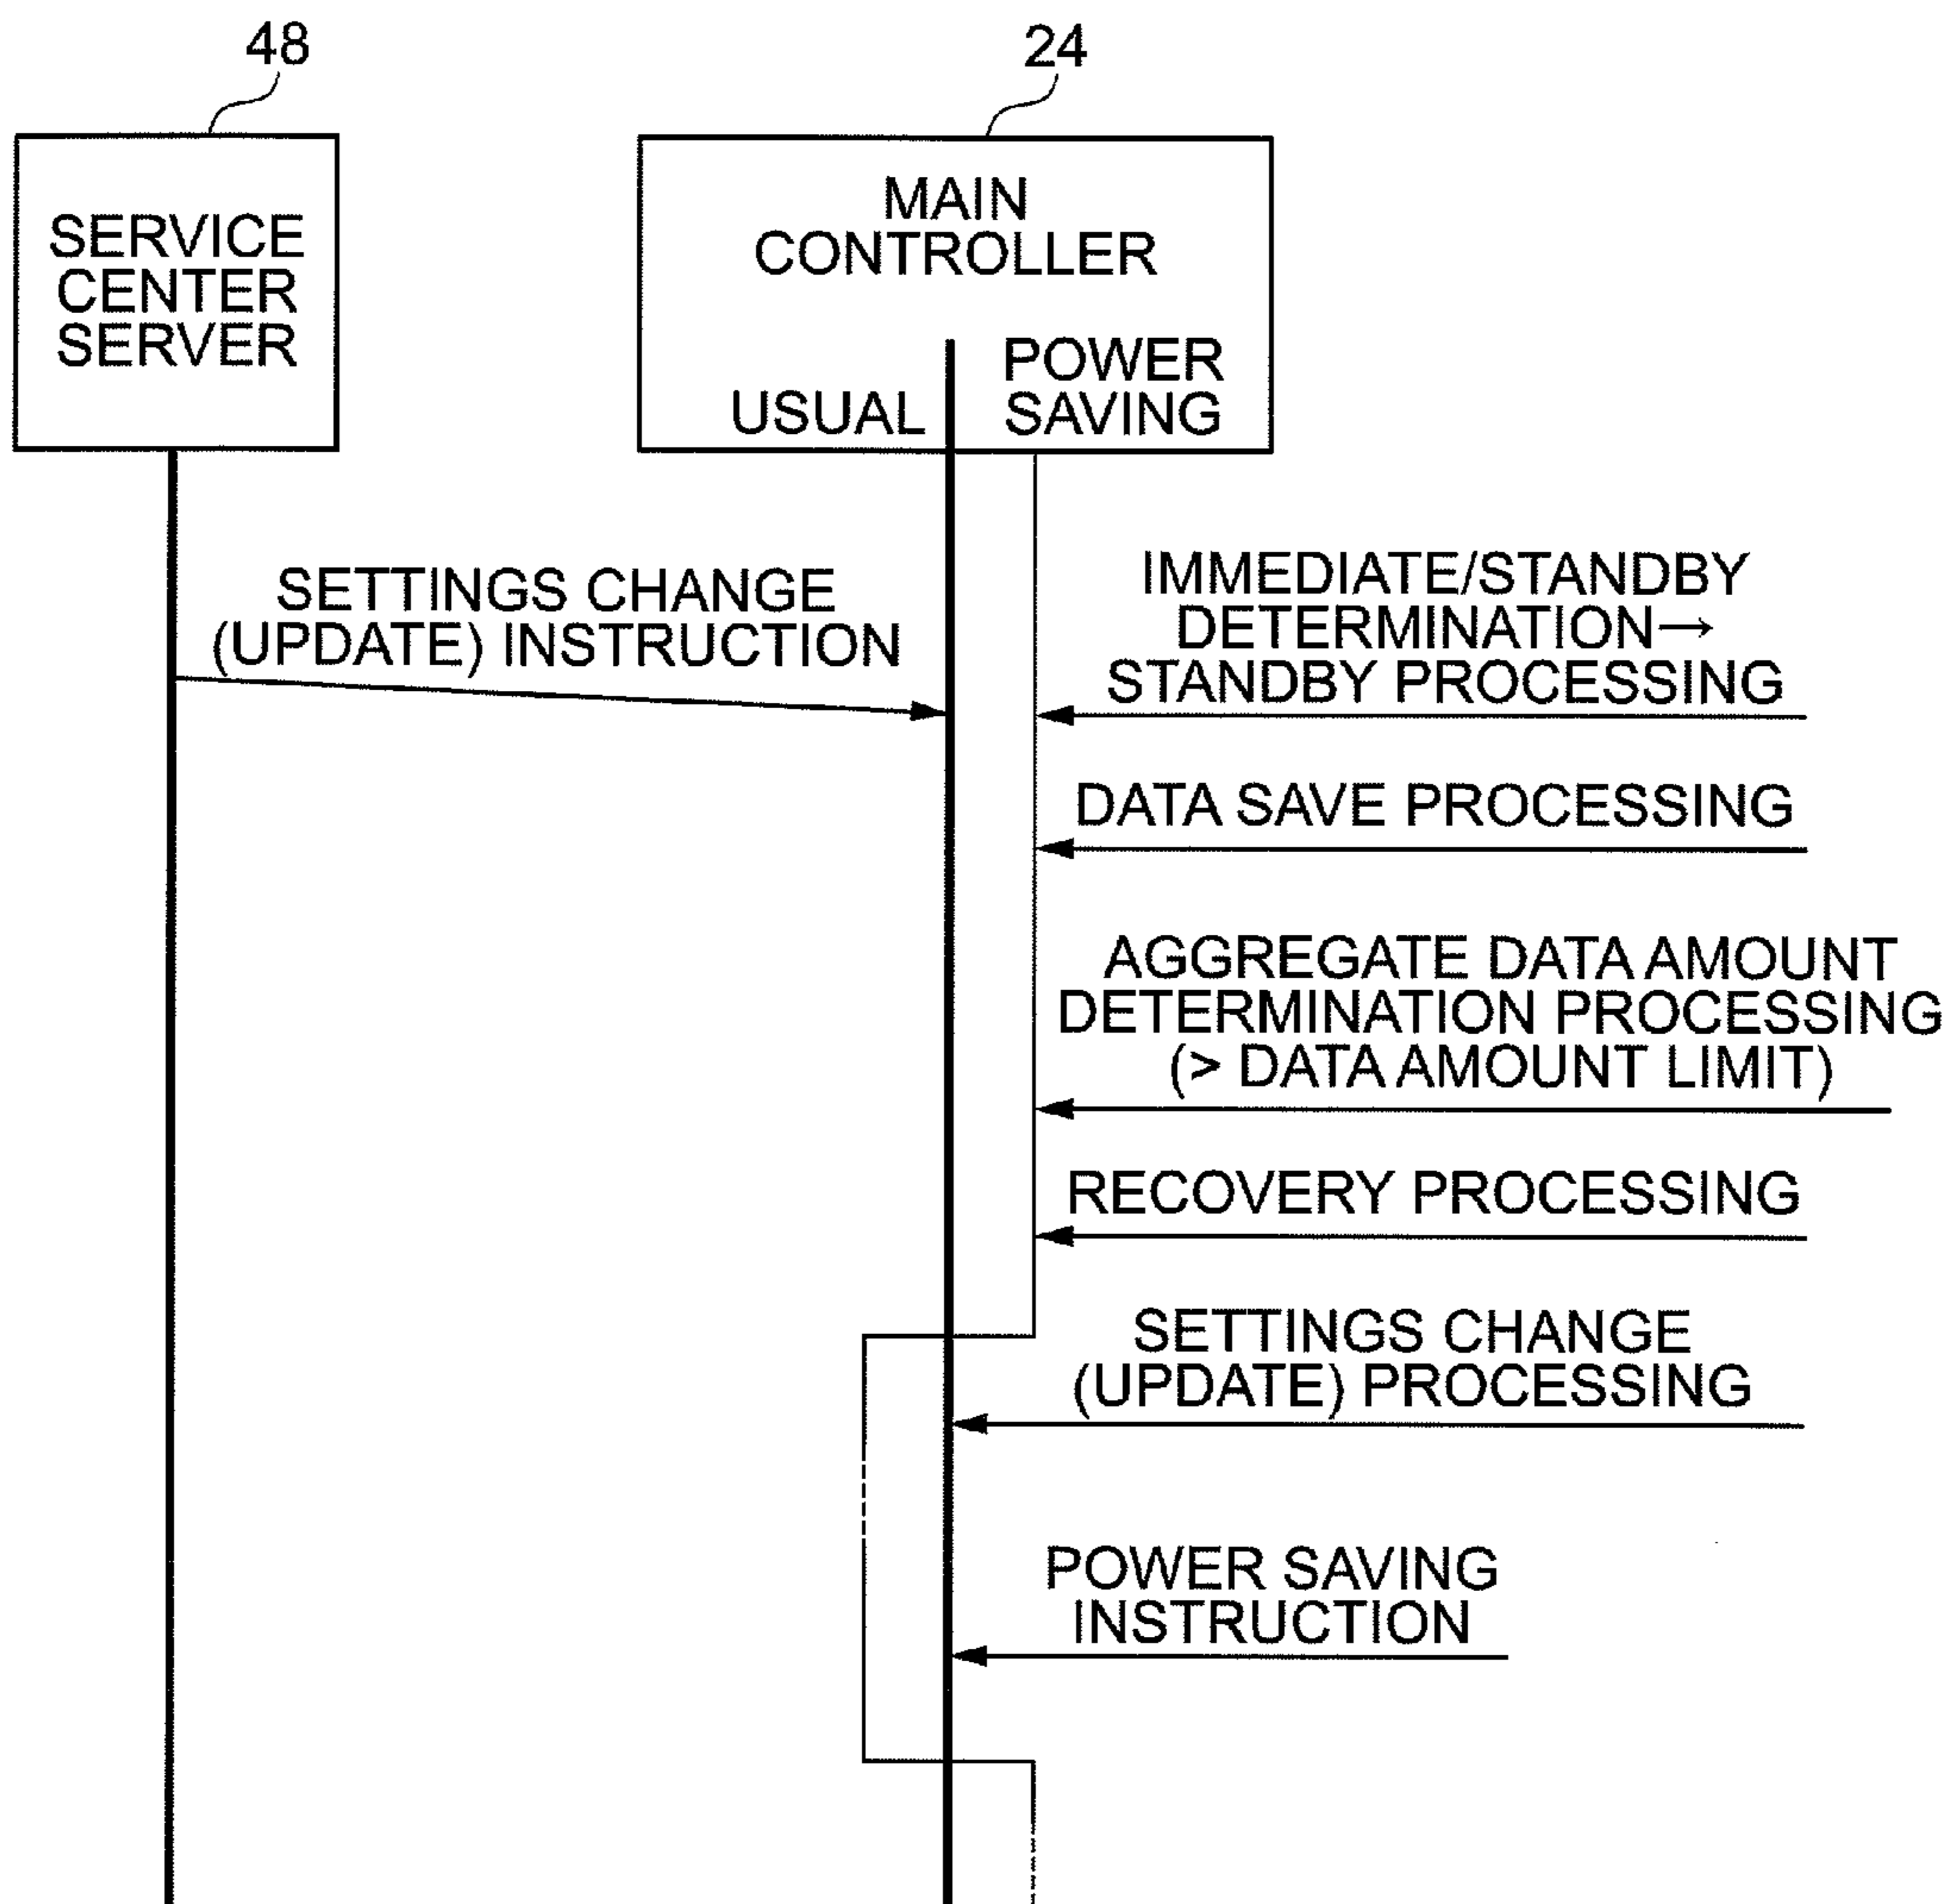 48
24
SERVICE
CENTER
SERVER
MAIN
CONTROLLER
USUAL
POWER
SAVING
SETTINGS CHANGE
(UPDATE) INSTRUCTION
IMMEDIATE/STANDBY
DETERMINATION→
STANDBY PROCESSING
DATA SAVE PROCESSING
AGGREGATE DATA AMOUNT
DETERMINATION PROCESSING
(> DATA AMOUNT LIMIT)
RECOVERY PROCESSING
SETTINGS CHANGE
(UPDATE) PROCESSING
POWER SAVING
INSTRUCTION